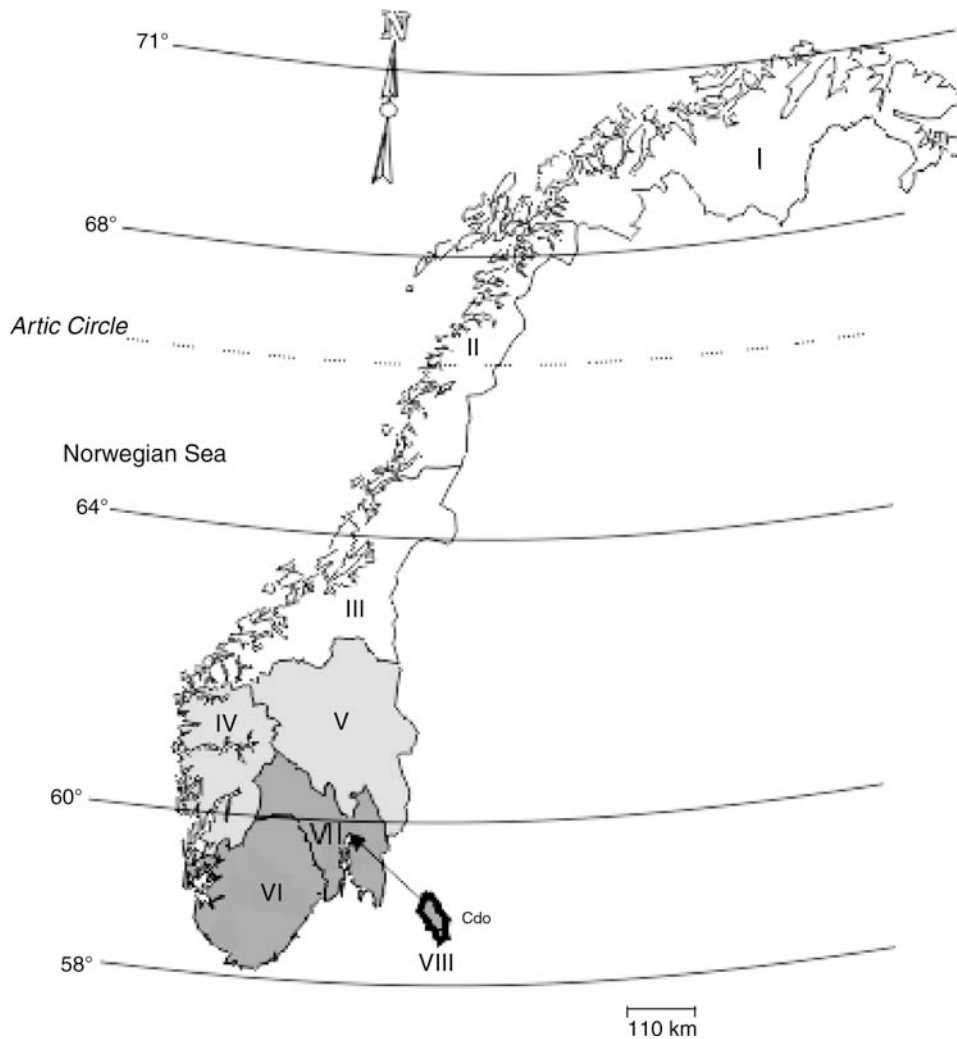 N
71°
I
68°
Artic Circle
II
Norwegian Sea
64°
III
IV
V
60°
VII
VI
Cdo
VIII
58°
110 km